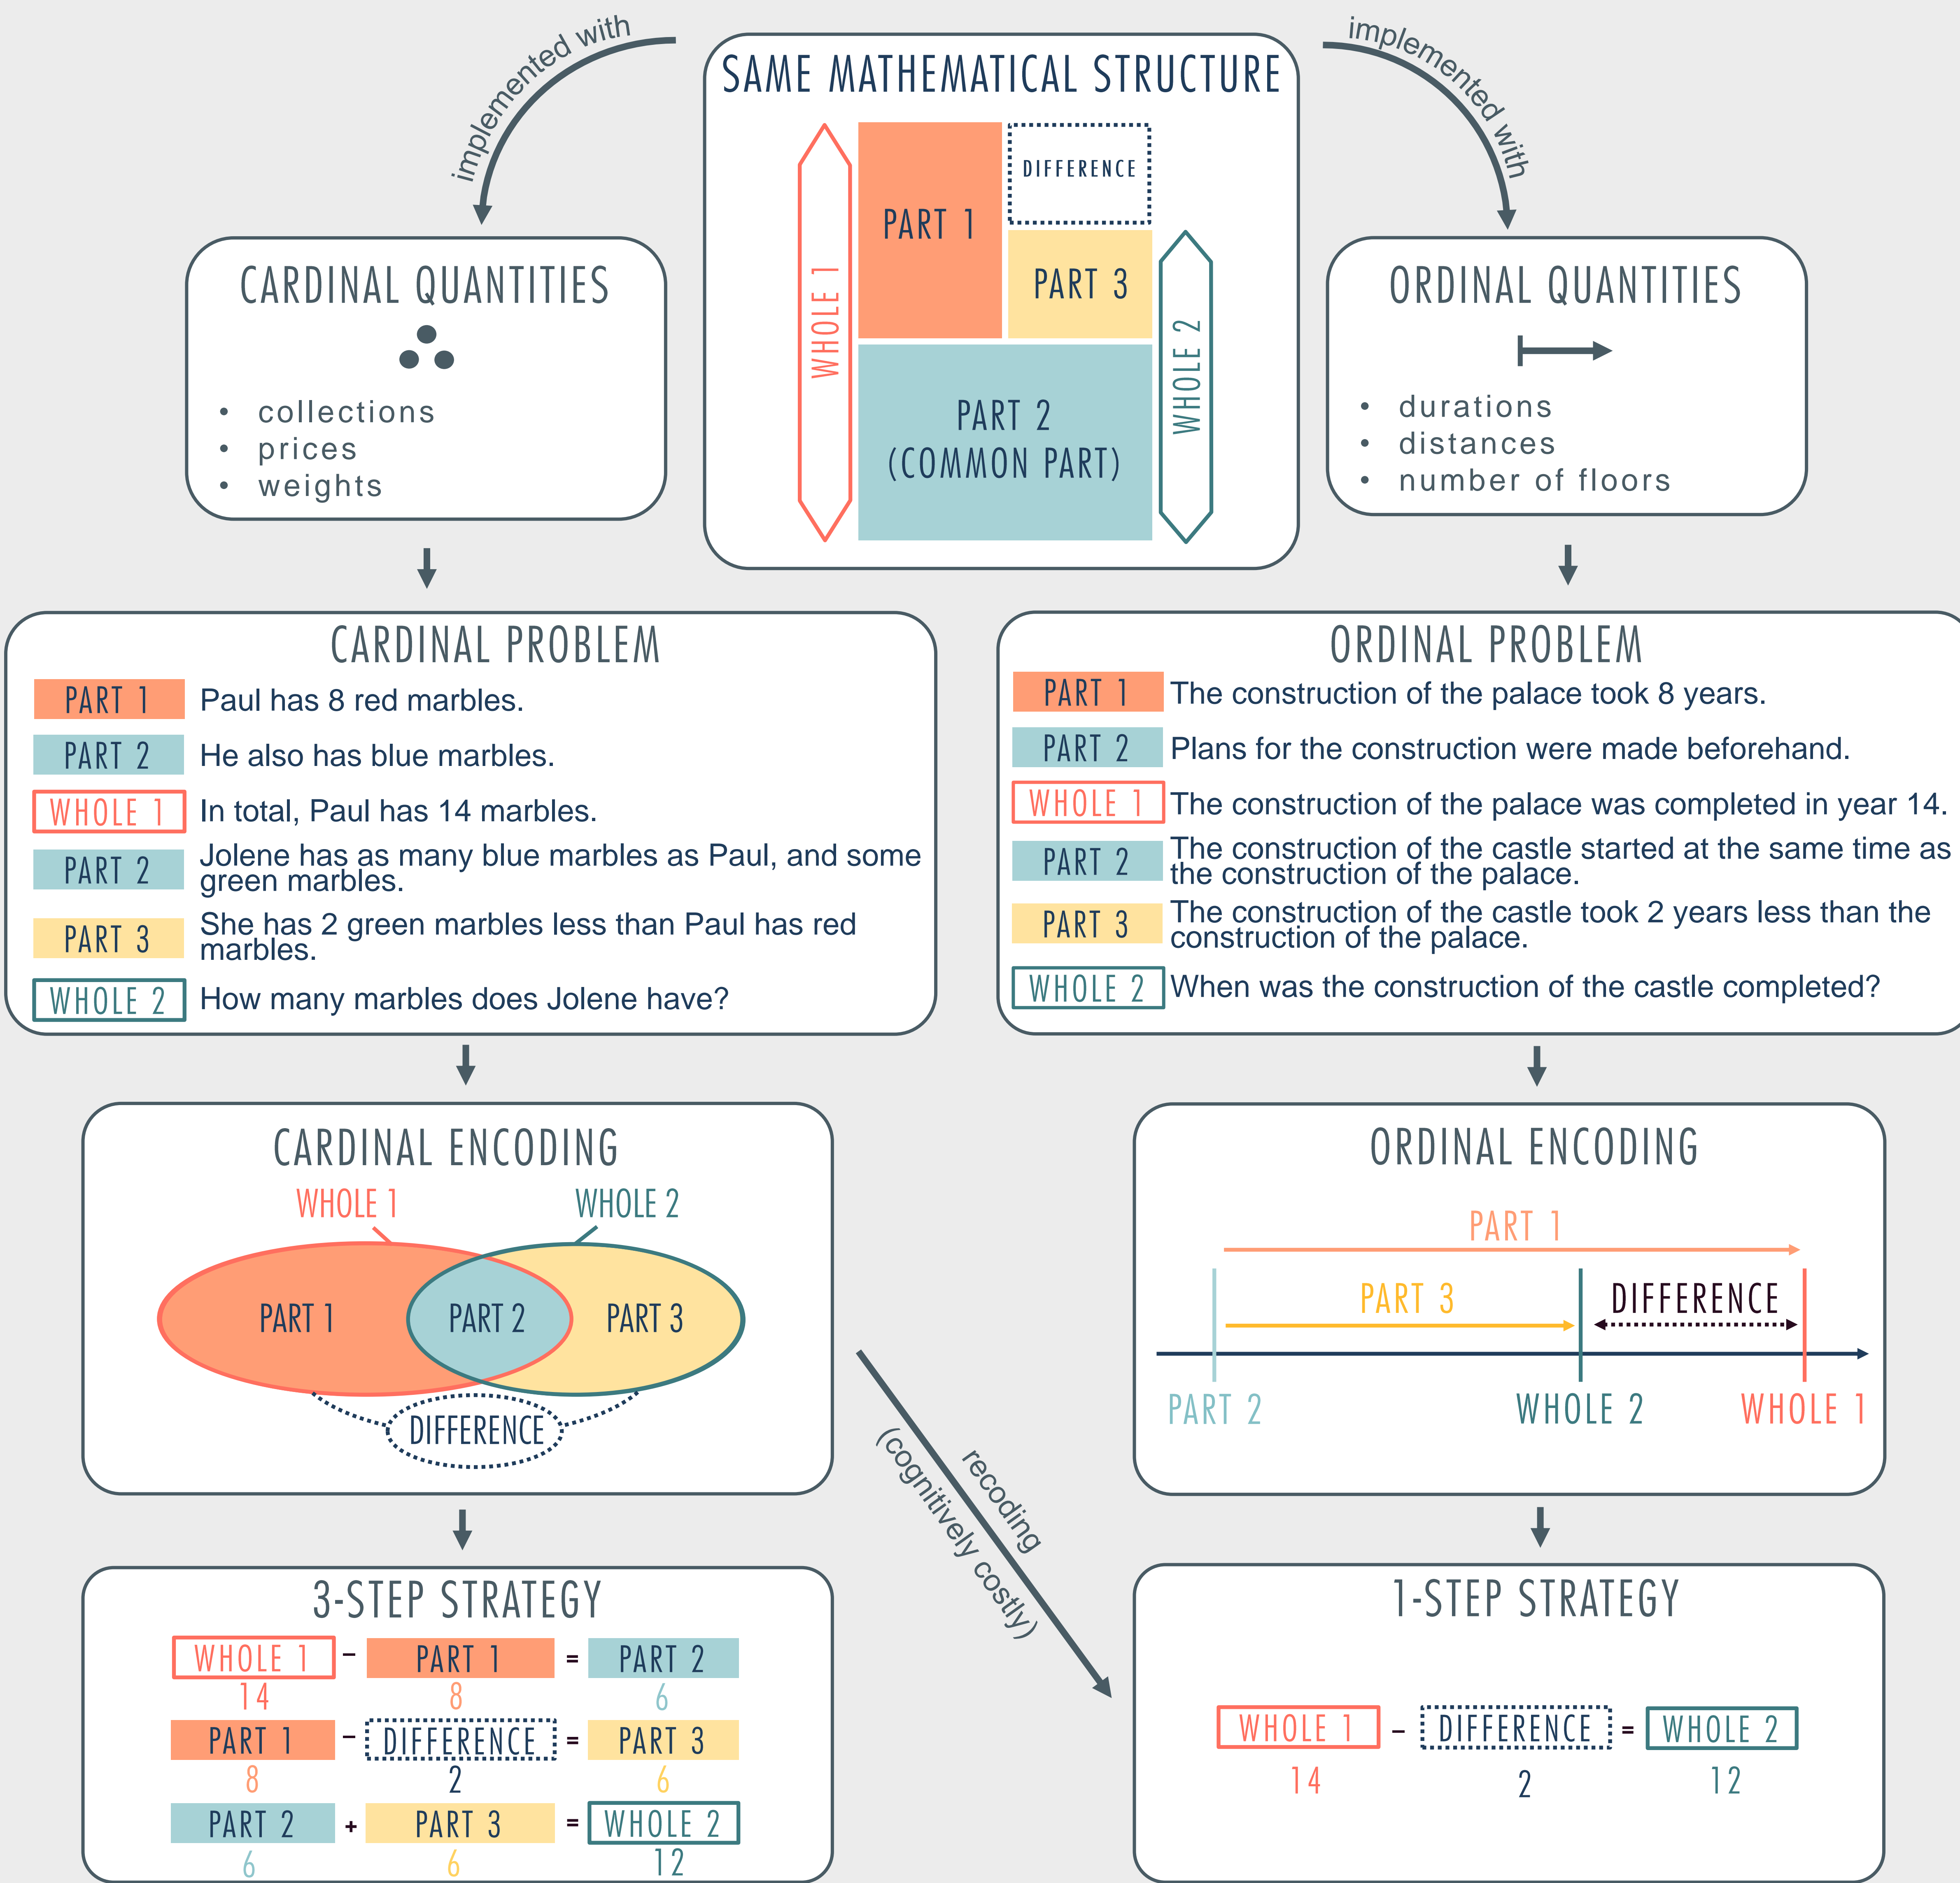 implemented with
implemented with
SAME MATHEMATICAL STRUCTURE
WHOLE 1
PART 1
DIFFERENCE
PART 3
PART 2
(COMMON PART)
WHOLE 2
CARDINAL QUANTITIES
• collections
• prices
• weights
ORDINAL QUANTITIES
• durations
• distances
• number of floors
CARDINAL PROBLEM
PART 1 Paul has 8 red marbles.
PART 2 He also has blue marbles.
WHOLE 1 In total, Paul has 14 marbles.
PART 2 Jolene has as many blue marbles as Paul, and some
green marbles.
PART 3 She has 2 green marbles less than Paul has red
marbles.
WHOLE 2 How many marbles does Jolene have?
ORDINAL PROBLEM
PART 1 The construction of the palace took 8 years.
PART 2 Plans for the construction were made beforehand.
WHOLE 1 The construction of the palace was completed in year 14.
PART 2 The construction of the castle started at the same time as
the construction of the palace.
PART 3 The construction of the castle took 2 years less than the
construction of the palace.
WHOLE 2 When was the construction of the castle completed?
CARDINAL ENCODING
WHOLE 1 WHOLE 2
PART 1 PART 2 PART 3
DIFFERENCE
ORDINAL ENCODING
PART 1
PART 3 DIFFERENCE
PART 2 WHOLE 2 WHOLE 1
recoding
(cognitively costly)
3-STEP STRATEGY
WHOLE 1 – PART 1 = PART 2
14 8 6
PART 1 – DIFFERENCE = PART 3
8 2 6
PART 2 + PART 3 = WHOLE 2
6 6 12
1-STEP STRATEGY
WHOLE 1 – DIFFERENCE = WHOLE 2
14 2 12